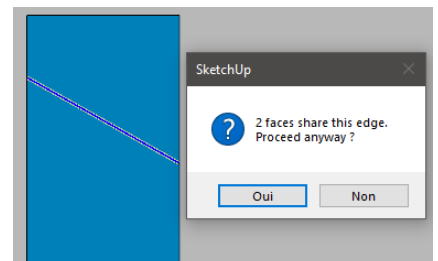 SketchUp
2 faces share this edge.
Proceed anyway ?
Oui
Non